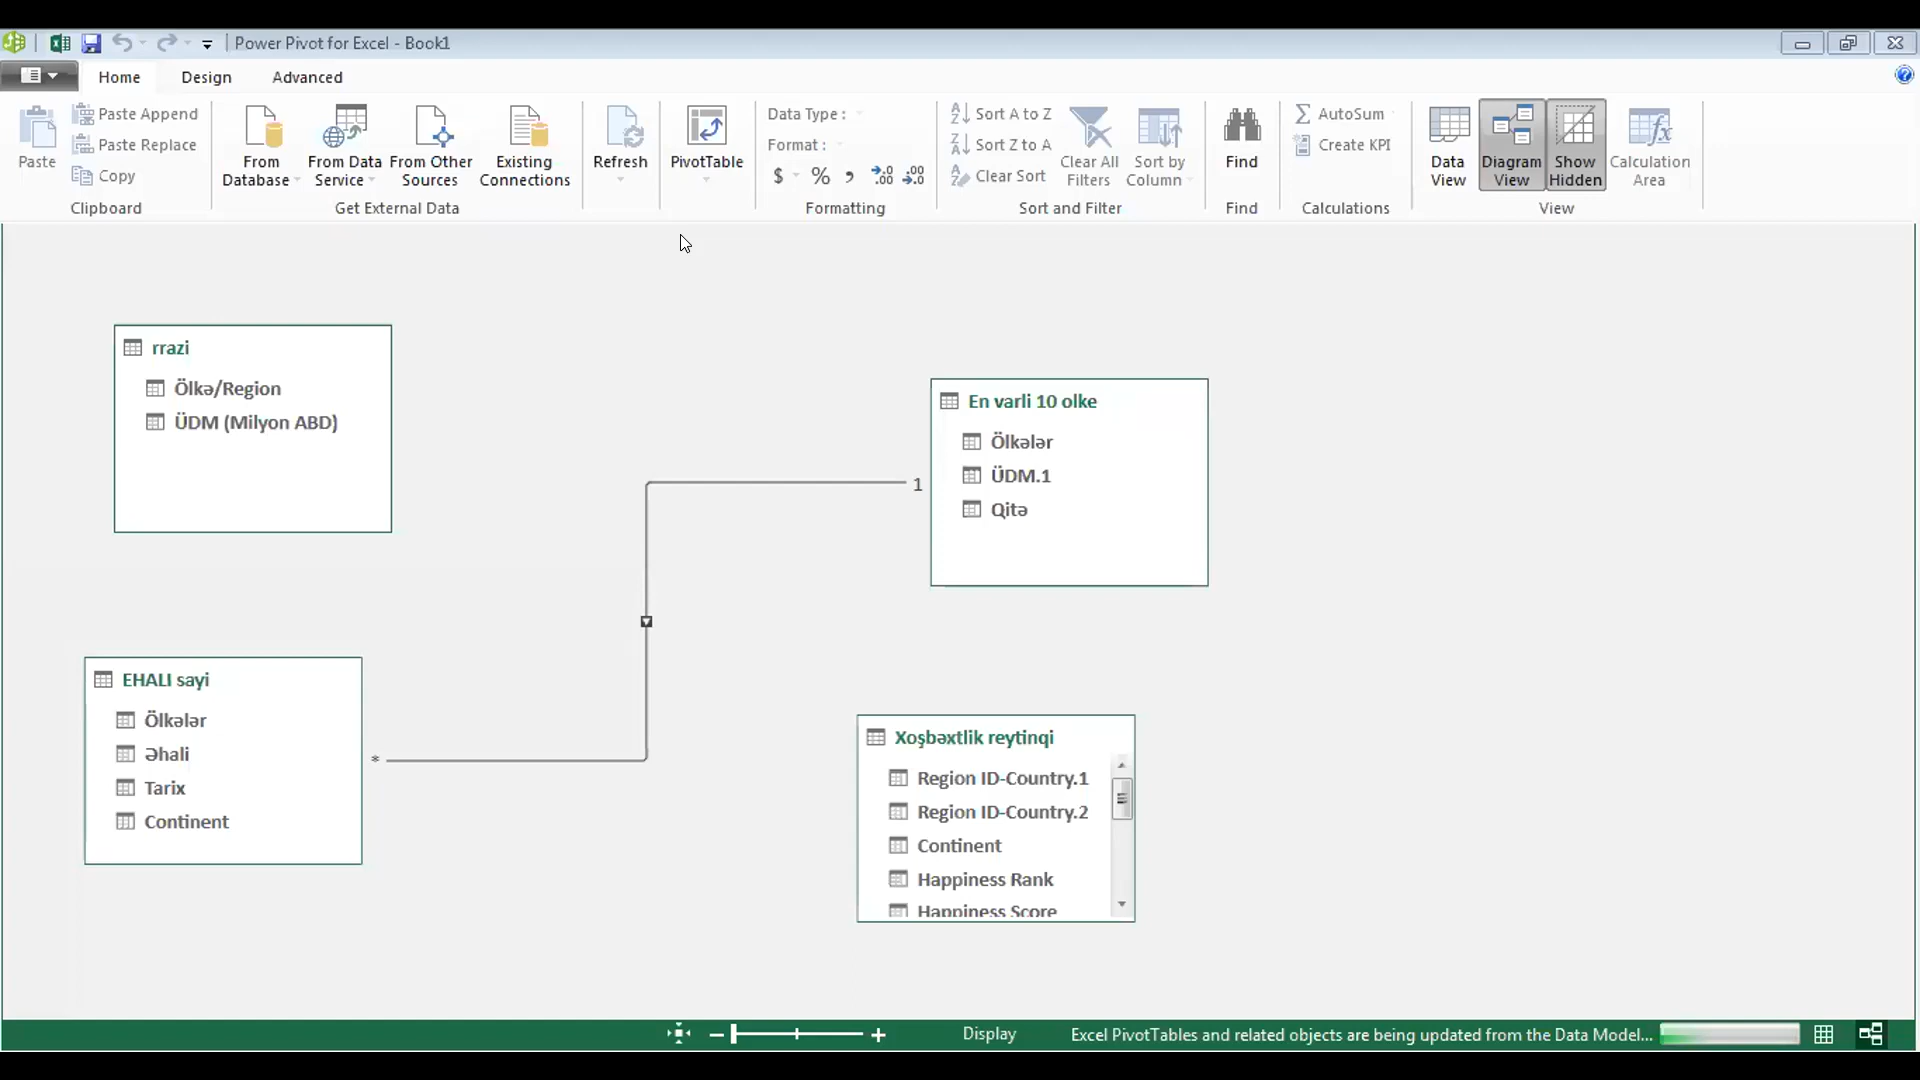 Power Pivot for Excel - Book1
Home
Design
Advanced
Paste
Paste Append
Paste Replace
Copy
Clipboard
From Database
From Data Service
From Other Sources
Existing Connections
Get External Data
Refresh
PivotTable
Data Type :
Format :
$ % ,
.00
.00
Formatting
Sort A to Z
Sort Z to A
Clear Sort
Clear All Filters
Sort by Column
Sort and Filter
Find
Find
AutoSum
Create KPI
Calculations
Data View
Diagram View
Show Hidden
Calculation Area
View
rrazi
Ölkə/Region
ÜDM (Milyon ABD)
En varli 10 olke
Ölkələr
ÜDM.1
Qitə
1
EHALI sayi
Ölkələr
Əhali
Tarix
Continent
*
Xoşbəxtlik reytinqi
Region ID-Country.1
Region ID-Country.2
Continent
Happiness Rank
Happiness Score
Display
Excel PivotTables and related objects are being updated from the Data Model...